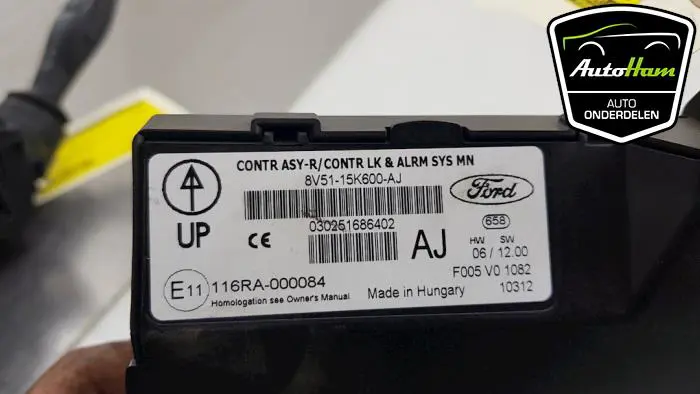 AutoHam
AUTO
ONDERDELEN
CONTR ASY-R/CONTR LK & ALRM SYS MN
8V51-15K600-AJ
Ford
UP
CE
030251686402
AJ
658
HW SW
06 / 12.00
F005 V0 1082
10312
E11 116RA-000084
Homologation see Owner's Manual
Made in Hungary